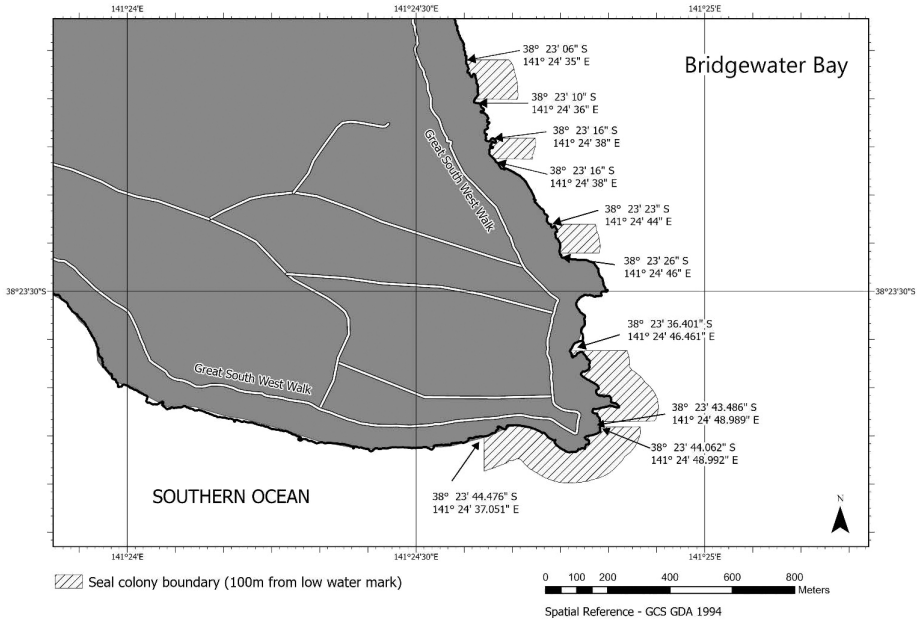 38° 23' 06" S
141° 24' 35" E
Bridgewater Bay
38° 23' 10" S
141° 24' 36" E
38° 23' 16" S
141° 24' 38" E
Great South West Walk
38° 23' 16" S
141° 24' 38" E
38° 23' 23" S
141° 24' 44" E
38° 23' 26" S
141° 24' 46" E
38°23'30"S
38°23'30"S
38° 23' 36.401" S
141° 24' 46.461" E
Great South West Walk
38° 23' 43.486" S
141° 24' 48.989" E
38° 23' 44.062" S
141° 24' 48.992" E
SOUTHERN OCEAN
38° 23' 44.476" S
141° 24' 37.051" E
N
141°24'E
141°24'30"E
141°25'E
141°24'E
141°24'30"E
141°25'E
Seal colony boundary (100m from low water mark)
0 100 200 400 600 800
Meters
Spatial Reference - GCS GDA 1994